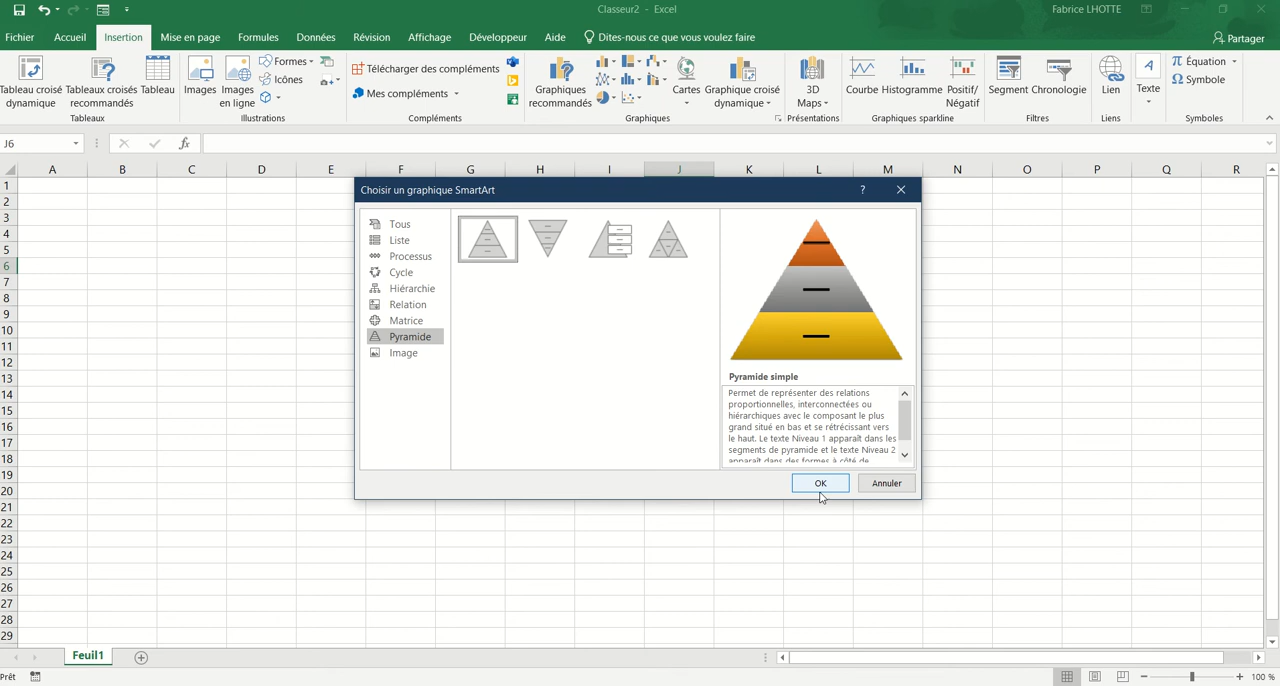 Classeur2 - Excel
Fabrice LHOTTE
Fichier Accueil Insertion Mise en page Formules Données Révision Affichage Développeur Aide Dites-nous ce que vous voulez faire Partager
Tableau croisé dynamique
Tableaux croisés recommandés
Tableau
Images
Images en ligne
Formes
Icônes
Télécharger des compléments
Mes compléments
Graphiques recommandés
Cartes
Graphique croisé dynamique
3D Maps
Courbe
Histogramme
Positif/ Négatif
Segment
Chronologie
Lien
Texte
Équation
Symbole
Tableaux Illustrations Compléments Graphiques Présentations Graphiques sparkline Filtres Liens Symboles
J6
fx
A B C D E F G H I J K L M N O P Q R
1
2
3
4
5
6
7
8
9
10
11
12
13
14
15
16
17
18
19
20
21
22
23
24
25
26
27
28
29
Choisir un graphique SmartArt ?
Tous
Liste
Processus
Cycle
Hiérarchie
Relation
Matrice
Pyramide
Image
Pyramide simple
Permet de représenter des relations
proportionnelles, interconnectées ou
hiérarchiques avec le composant le plus
grand situé en bas et se rétrécissant vers
le haut. Le texte Niveau 1 apparaît dans les
segments de pyramide et le texte Niveau 2
apparaît dans des formes à côté de
OK Annuler
Feuil1
Prêt
100 %